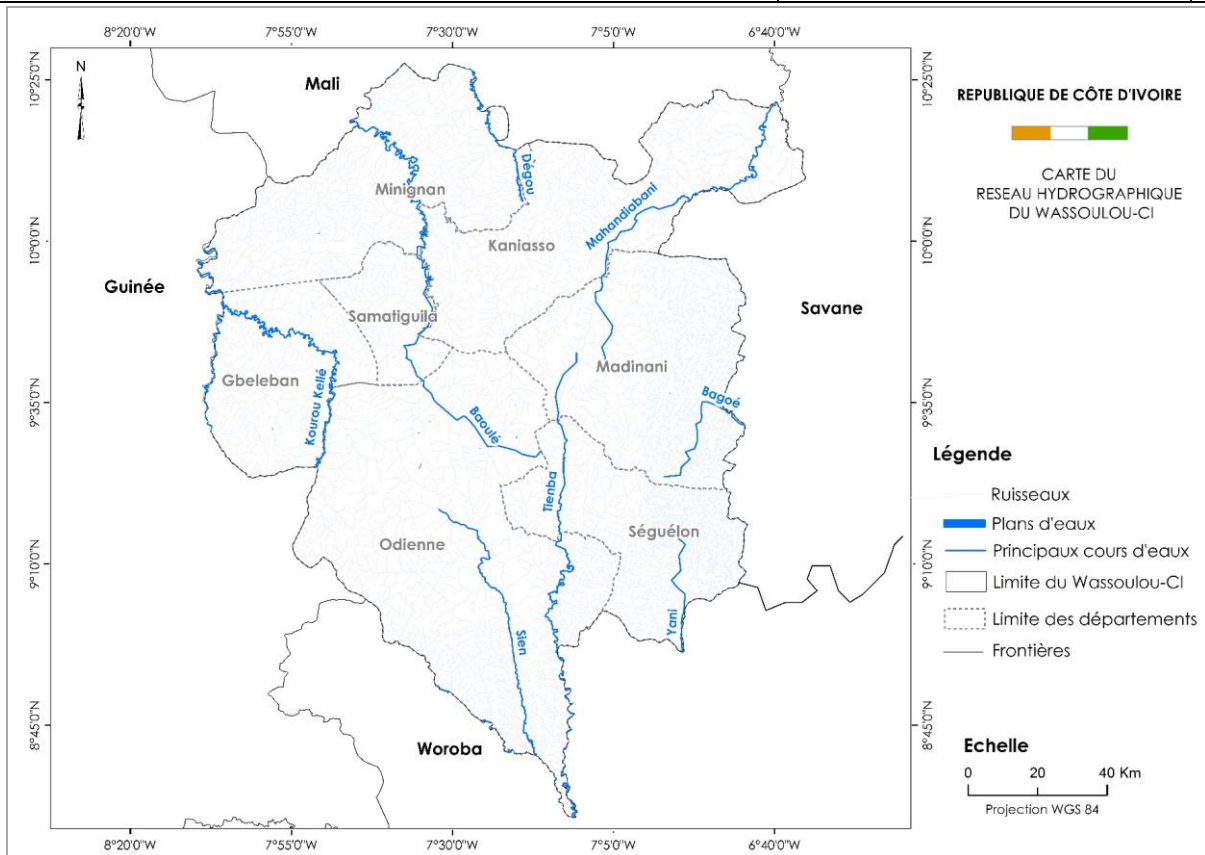 8°20'0"W 7°55'0"W 7°30'0"W 7°50'0"W 6°40'0"W
N
10°25'0"N
10°25'0"N
Mali
REPUBLIQUE DE CÔTE D'IVOIRE
CARTE DU
RESEAU HYDROGRAPHIQUE
DU WASSOULOU-CI
Dégou
Minignan
Mahandiabani
Kaniasso
10°0'0"N
10°0'0"N
Guinée
Savane
Samatiguila
Madinani
Gbeleban
Kourou Kellé
Bagoé
9°35'0"N
9°35'0"N
Baoulé
Tienba
Légende
Ruisseaux
Plans d'eaux
Principaux cours d'eaux
Limite du Wassoulou-CI
Limite des départements
Frontières
Odienne
Séguélon
9°10'0"N
9°10'0"N
Sien
Yani
8°45'0"N
8°45'0"N
Woroba
Echelle
0 20 40 Km
Projection WGS 84
8°20'0"W 7°55'0"W 7°30'0"W 7°50'0"W 6°40'0"W